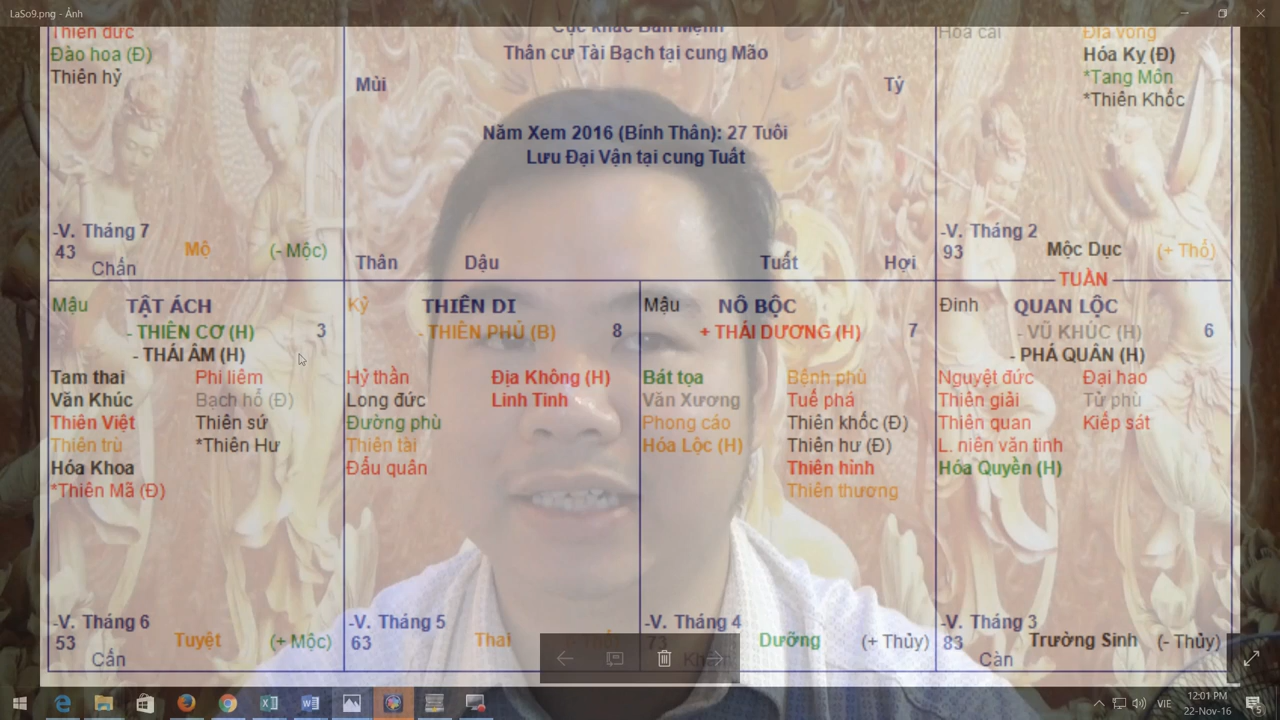 LaSo9.png - Ảnh
Thiên đức
Đào hoa (Đ)
Thiên hỷ
-V. Tháng 7
43
Mộ
(- Mộc)
Chấn
Cục khắc Bản Mệnh
Thân cư Tài Bạch tại cung Mão
Mùi
Tỷ
Năm Xem 2016 (Bính Thân): 27 Tuổi
Lưu Đại Vận tại cung Tuất
Thân
Dậu
Tuất
Hợi
Hoa cái
Địa võng
Hóa Kỵ (Đ)
*Tang Môn
*Thiên Khốc
-V. Tháng 2
93
Mộc Dục
(+ Thổ)
TUẦN
Mậu
TẬT ÁCH
- THIÊN CƠ (H)
3
- THÁI ÂM (H)
Tam thai
Phi liêm
Văn Khúc
Bạch hổ (Đ)
Thiên Việt
Thiên sứ
Thiên trù
*Thiên Hư
Hóa Khoa
*Thiên Mã (Đ)
-V. Tháng 6
53
Tuyệt
(+ Mộc)
Cấn
Kỷ
THIÊN DI
- THIÊN PHỦ (B)
8
Hỷ thần
Địa Không (H)
Long đức
Linh Tinh
Đường phù
Thiên tài
Đẩu quân
-V. Tháng 5
63
Thai
Mậu
NÔ BỘC
+ THÁI DƯƠNG (H)
7
Bát tọa
Bệnh phù
Văn Xương
Tuế phá
Phong cáo
Thiên khốc (Đ)
Hóa Lộc (H)
Thiên hư (Đ)
Thiên hình
Thiên thương
-V. Tháng 4
73
Dưỡng
(+ Thủy)
Đinh
QUAN LỘC
- VŨ KHÚC (H)
6
- PHÁ QUÂN (H)
Nguyệt đức
Đại hao
Thiên giải
Tử phù
Thiên quan
Kiếp sát
L. niên văn tinh
Hóa Quyền (H)
-V. Tháng 3
83
Trường Sinh
(- Thủy)
Càn
VIE
12:01 PM
22-Nov-16